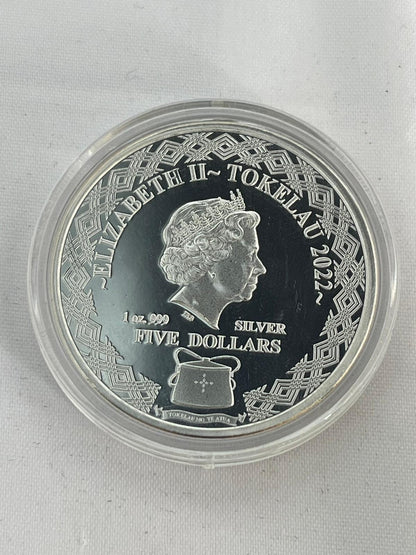 ~ELIZABETH II~ TOKELAU 2022~
1 oz. .999 SILVER
FIVE DOLLARS
TOKELAU MO TE ATUA